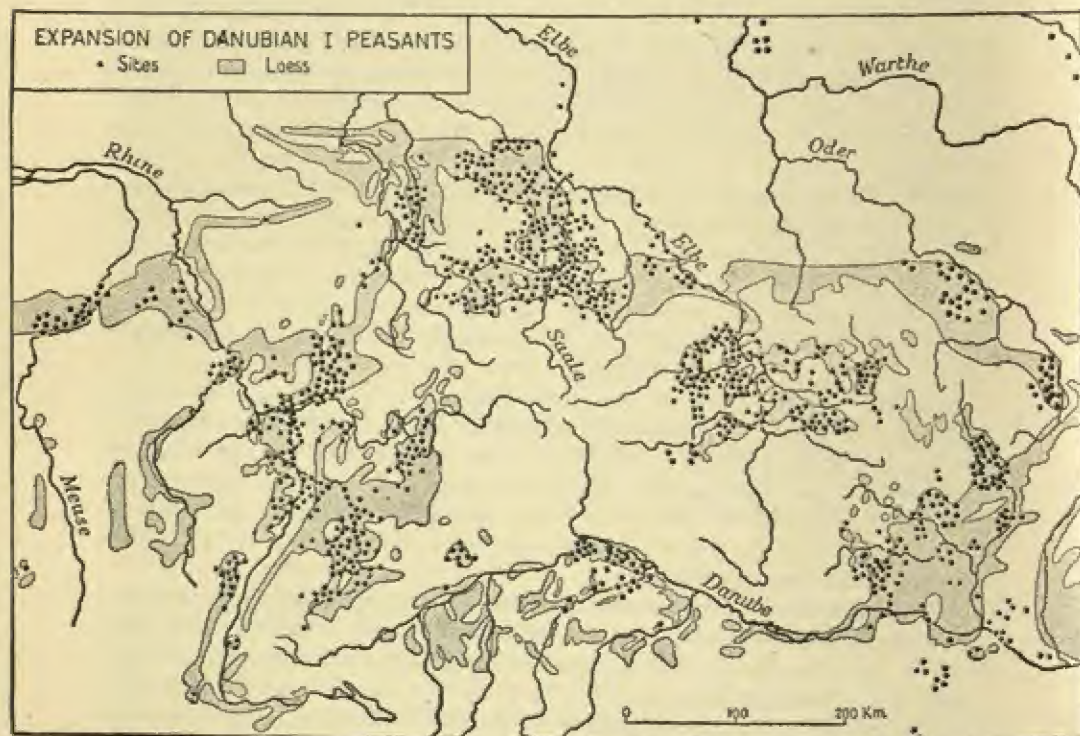 EXPANSION OF DANUBIAN I PEASANTS
• Sites Loess
Elbe
Warthe
Rhine
Oder
Elbe
Saale
Meuse
Danube
0 100 200 Km.